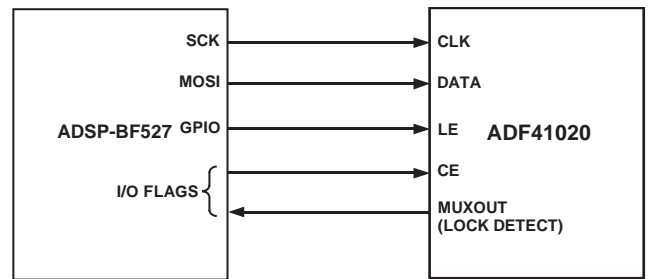 SCK
MOSI
ADSP-BF527 GPIO
I/O FLAGS
CLK
DATA
LE ADF41020
CE
MUXOUT
(LOCK DETECT)